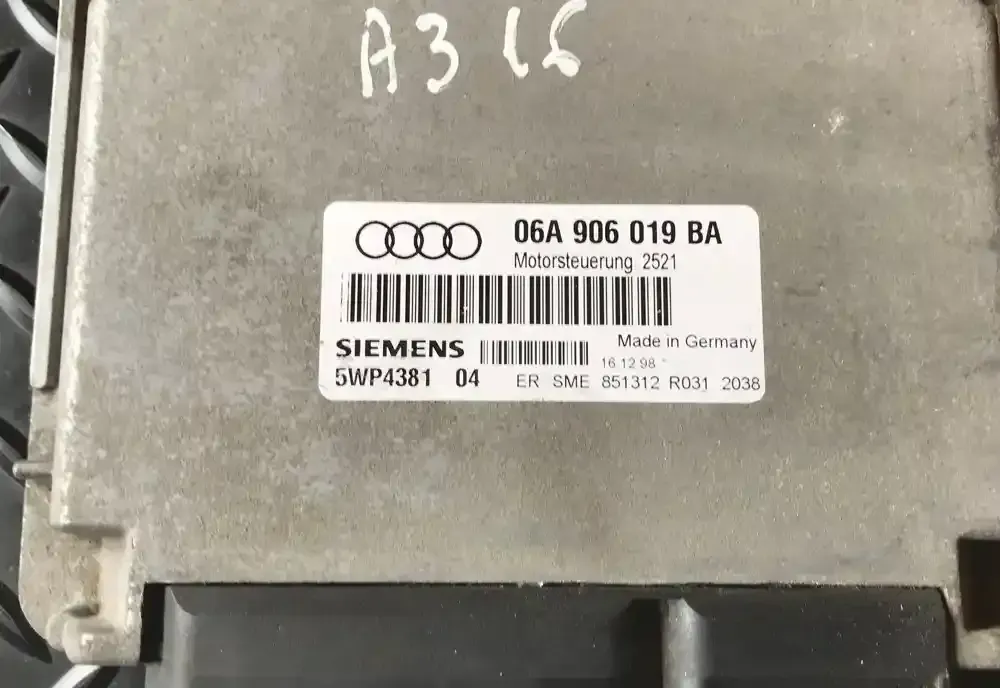 A3 1.6
06A 906 019 BA
Motorsteuerung 2521
Made in Germany
SIEMENS
16 12 98
5WP4381 04
ER SME 851312 R031 2038